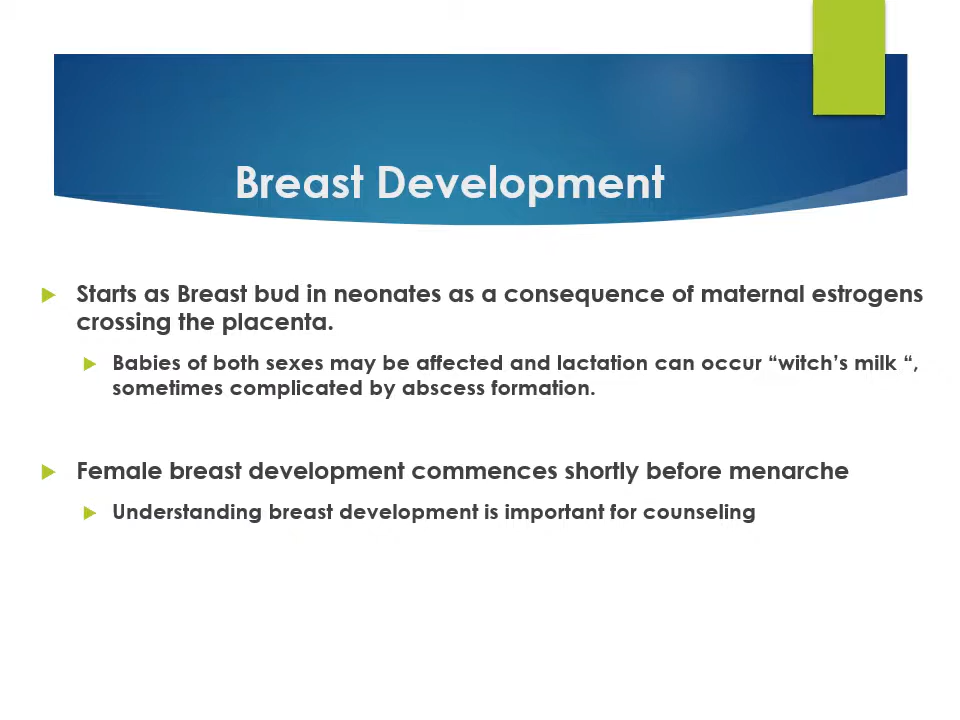 Breast Development
Starts as Breast bud in neonates as a consequence of maternal estrogens
crossing the placenta.
Babies of both sexes may be affected and lactation can occur “witch’s milk “,
sometimes complicated by abscess formation.
Female breast development commences shortly before menarche
Understanding breast development is important for counseling